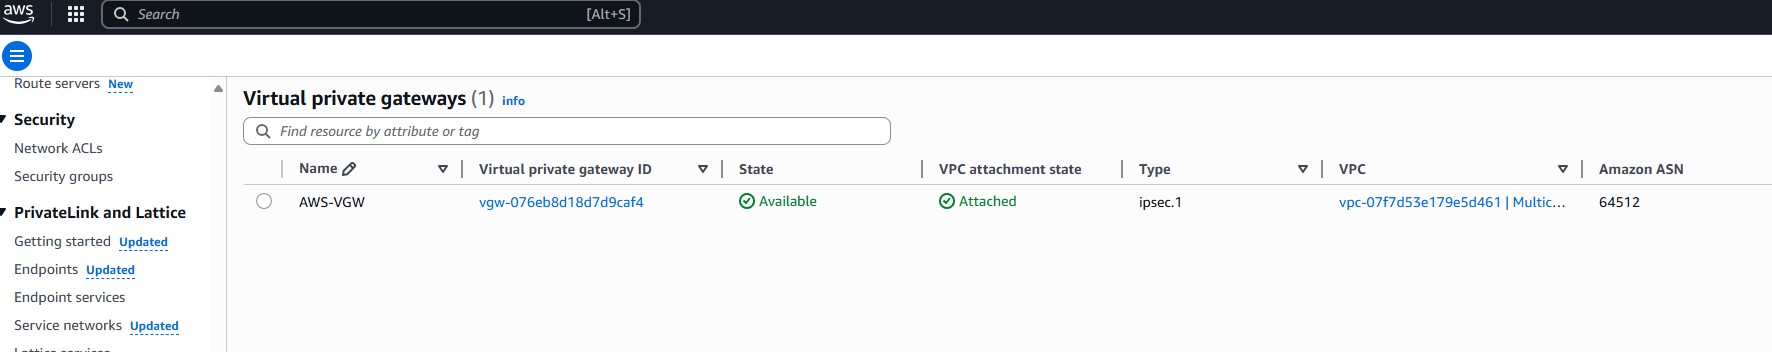 aws
Search [Alt+S]
Route servers New
Security
Network ACLs
Security groups
PrivateLink and Lattice
Getting started Updated
Endpoints Updated
Endpoint services
Service networks Updated
Lattice services
Virtual private gateways (1) info
Find resource by attribute or tag
Name Virtual private gateway ID State VPC attachment state Type VPC Amazon ASN
AWS-VGW vgw-076eb8d18d7d9caf4 Available Attached ipsec.1 vpc-07f7d53e179e5d461 | Multic... 64512